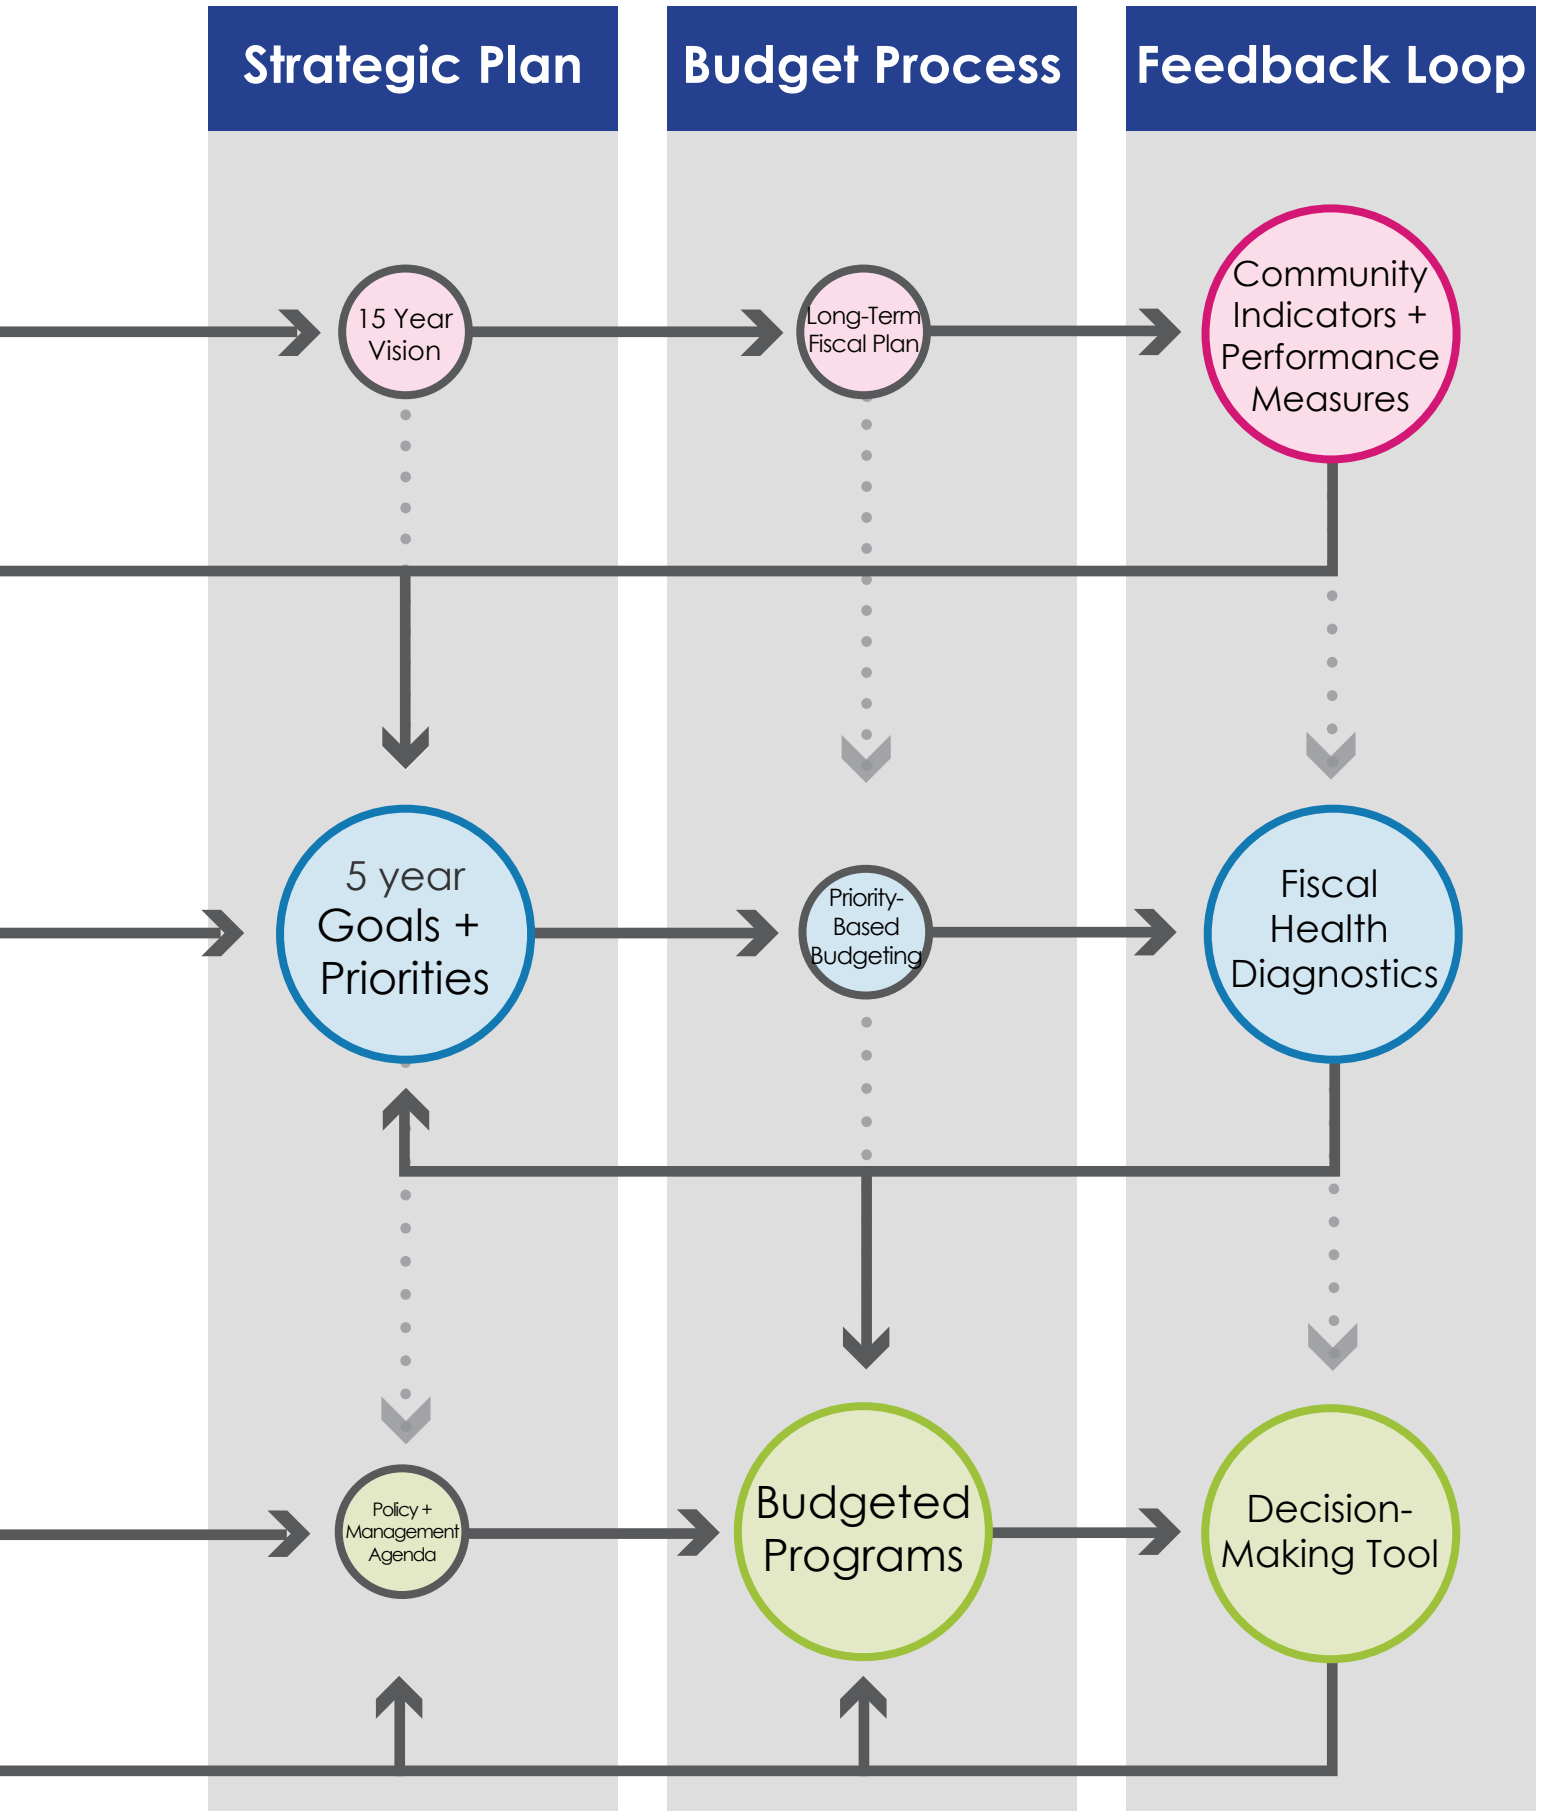 Strategic Plan
Budget Process
Feedback Loop
15 Year
Vision
Long-Term
Fiscal Plan
Community
Indicators +
Performance
Measures
5 year
Goals +
Priorities
Priority-
Based
Budgeting
Fiscal
Health
Diagnostics
Policy +
Management
Agenda
Budgeted
Programs
Decision-
Making Tool